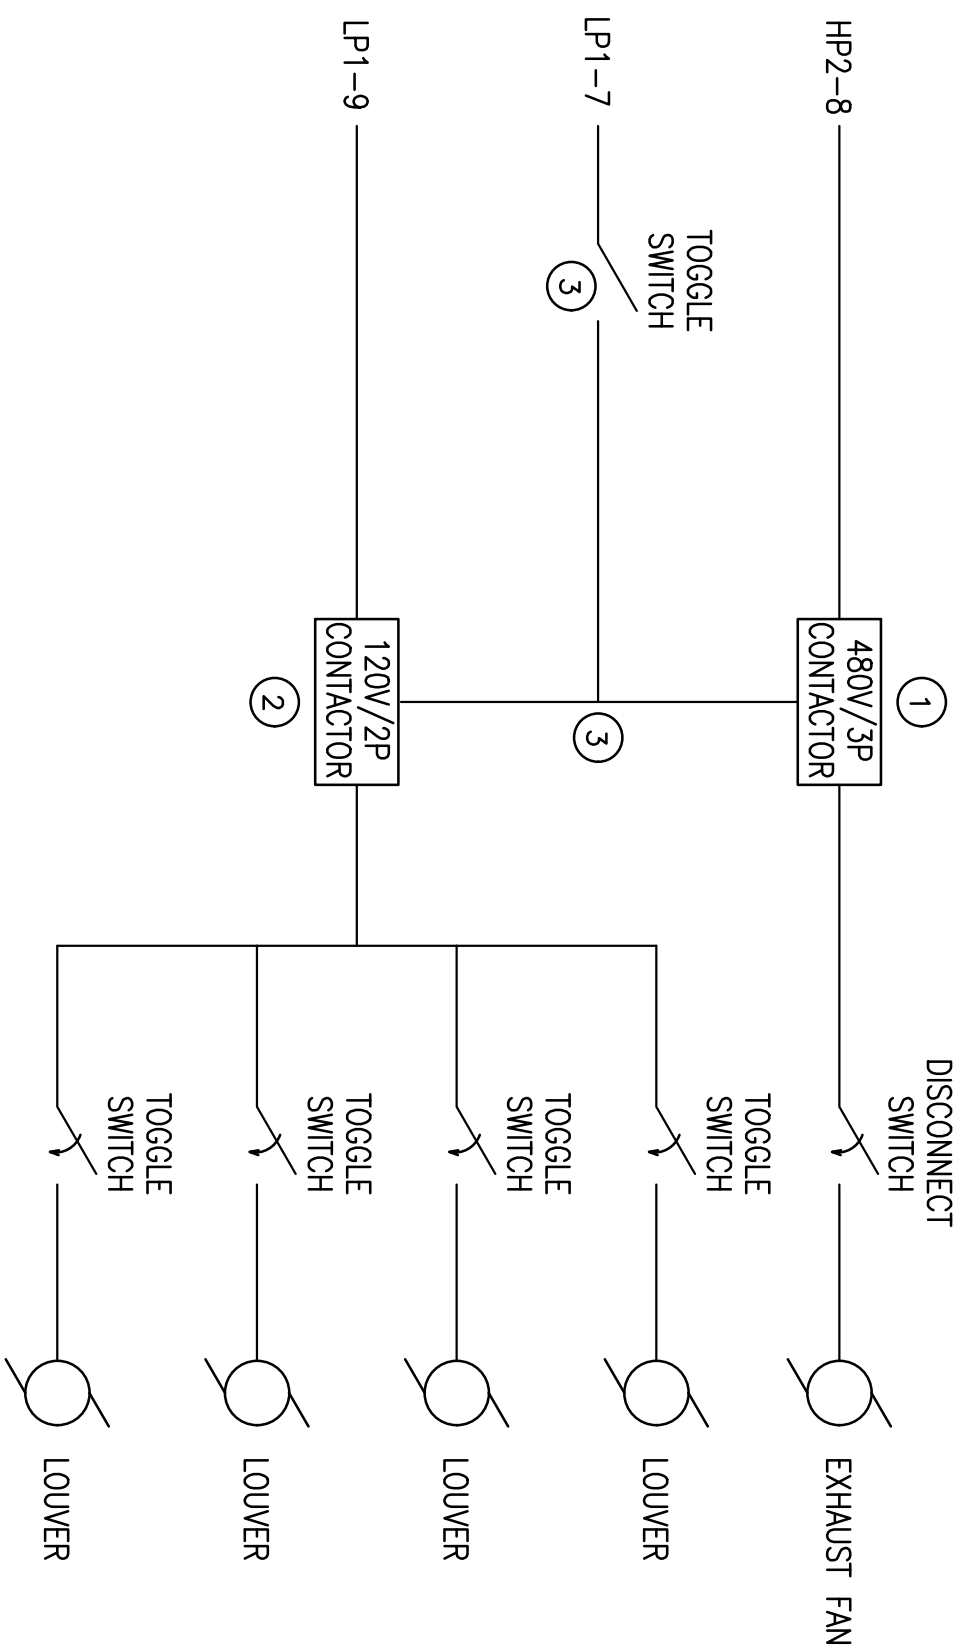 DISCONNECT
SWITCH
1
HP2-8
480V/3P
CONTACTOR
EXHAUST FAN
TOGGLE
SWITCH
LOUVER
TOGGLE
SWITCH
LP1-7
3
3
TOGGLE
SWITCH
LOUVER
LP1-9
120V/2P
CONTACTOR
2
TOGGLE
SWITCH
LOUVER
TOGGLE
SWITCH
LOUVER